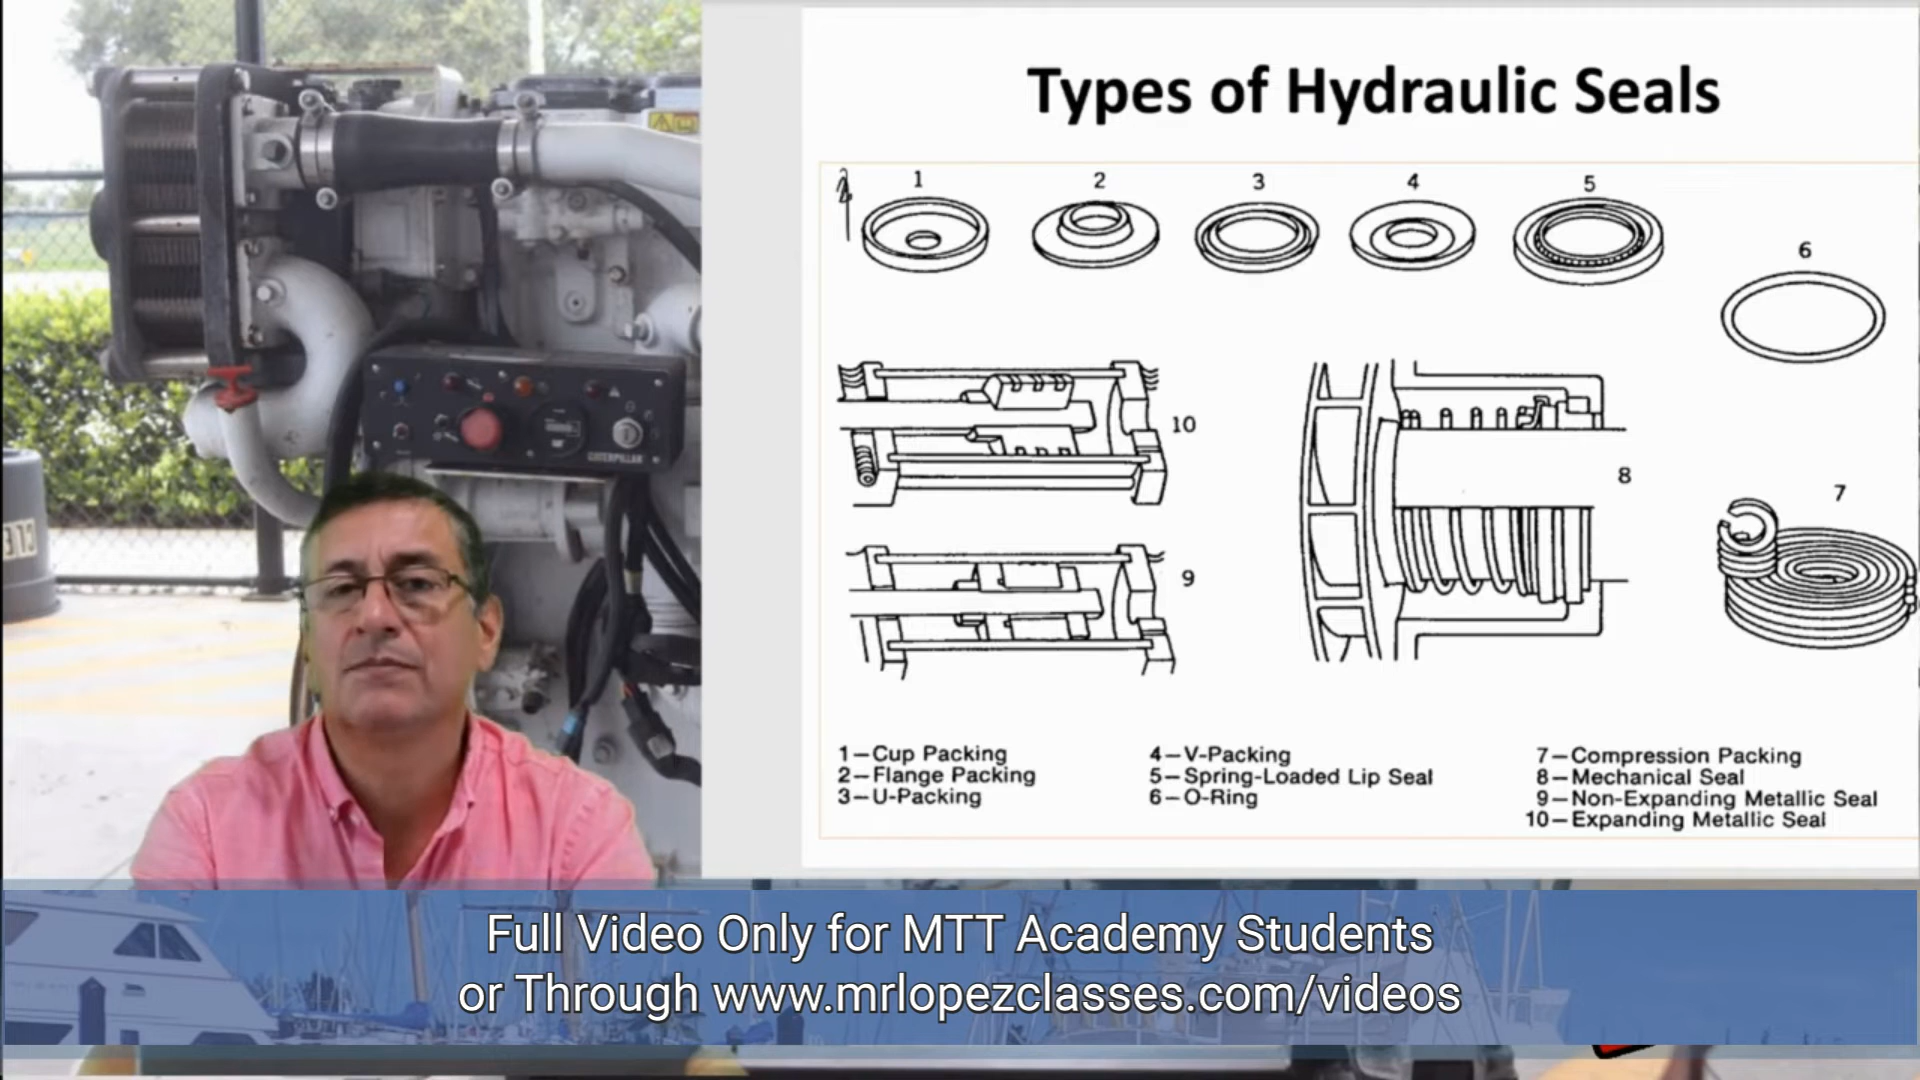 Types of Hydraulic Seals
1
2
3
4
5
6
10
8
7
9
CATERPILLAR
1—Cup Packing
2—Flange Packing
3—U-Packing
4—V-Packing
5—Spring-Loaded Lip Seal
6—O-Ring
7—Compression Packing
8—Mechanical Seal
9—Non-Expanding Metallic Seal
10—Expanding Metallic Seal
Full Video Only for MTT Academy Students
or Through www.mrlopezclasses.com/videos